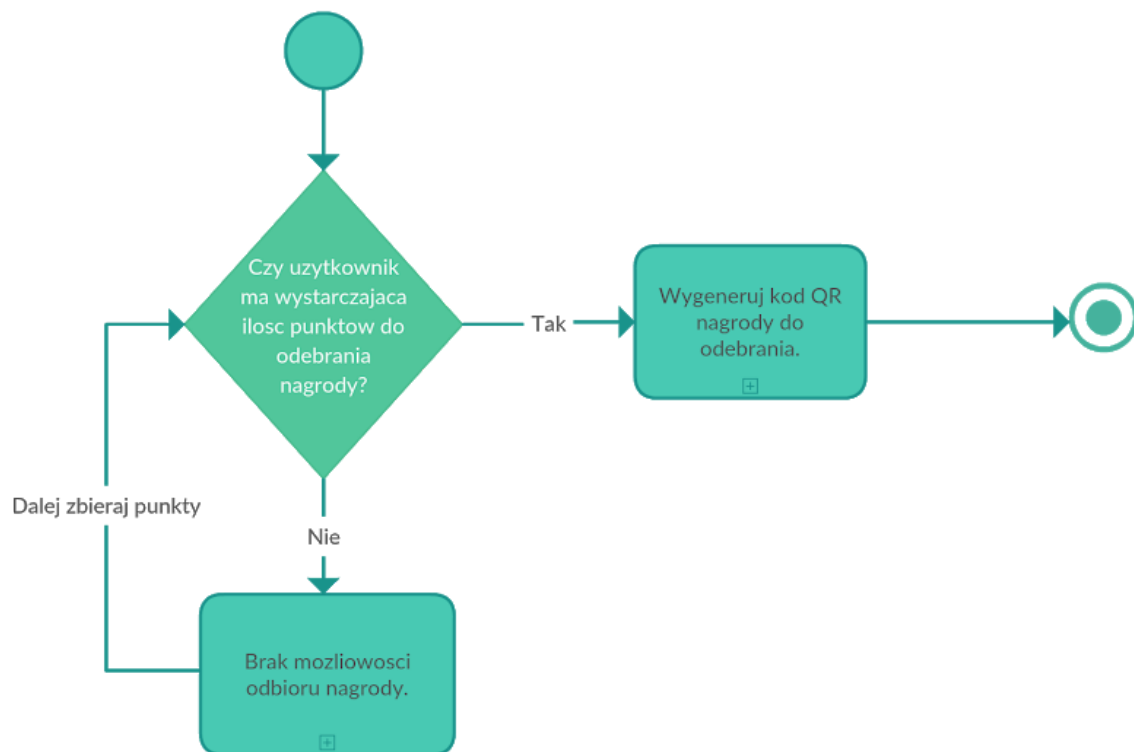 Czy uzytkownik
ma wystarczajaca
ilosc punktow do
odebrania
nagrody?
Tak
Wygeneruj kod QR
nagrody do
odebrania.
Dalej zbieraj punkty
Nie
Brak mozliowosci
odbioru nagrody.